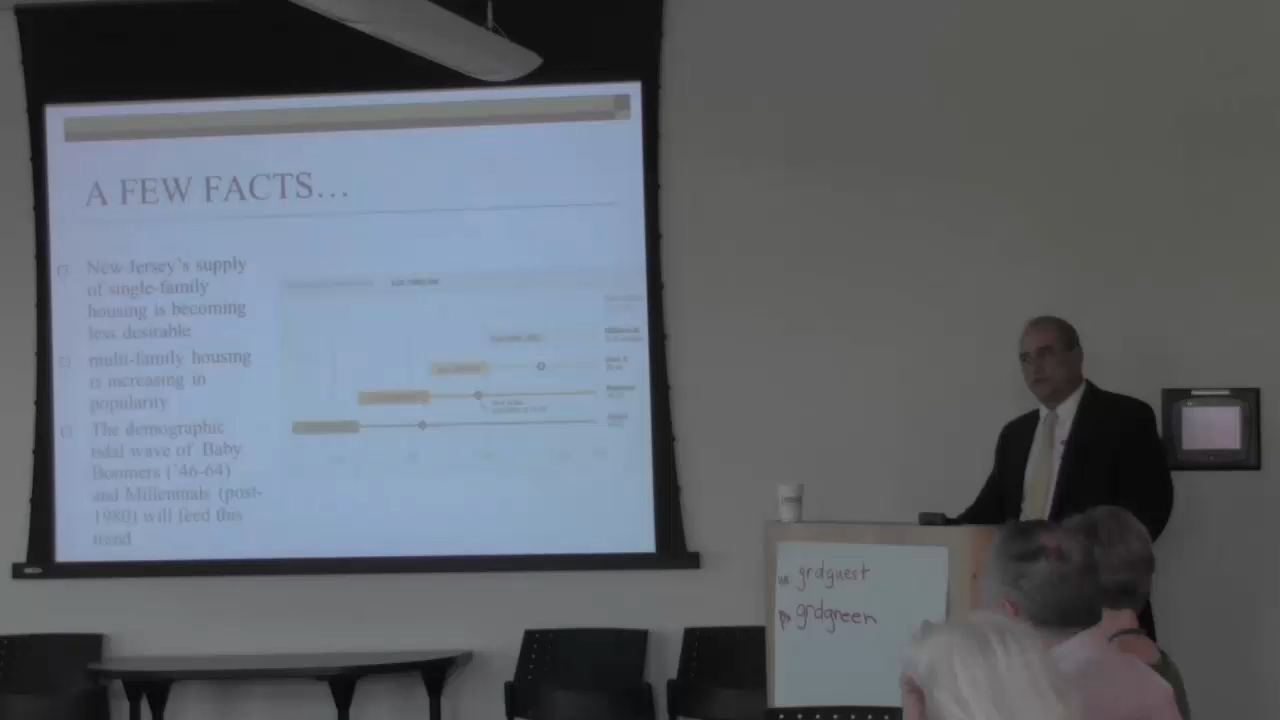 A FEW FACTS...
New Jersey's supply
of single-family
housing is becoming
less desirable
multi-family housing
is increasing in
popularity
The demographic
tidal wave of Baby
Boomers ('46-64)
and Millennials (post-
1980) will feed this
trend
grdguest
grdgreen